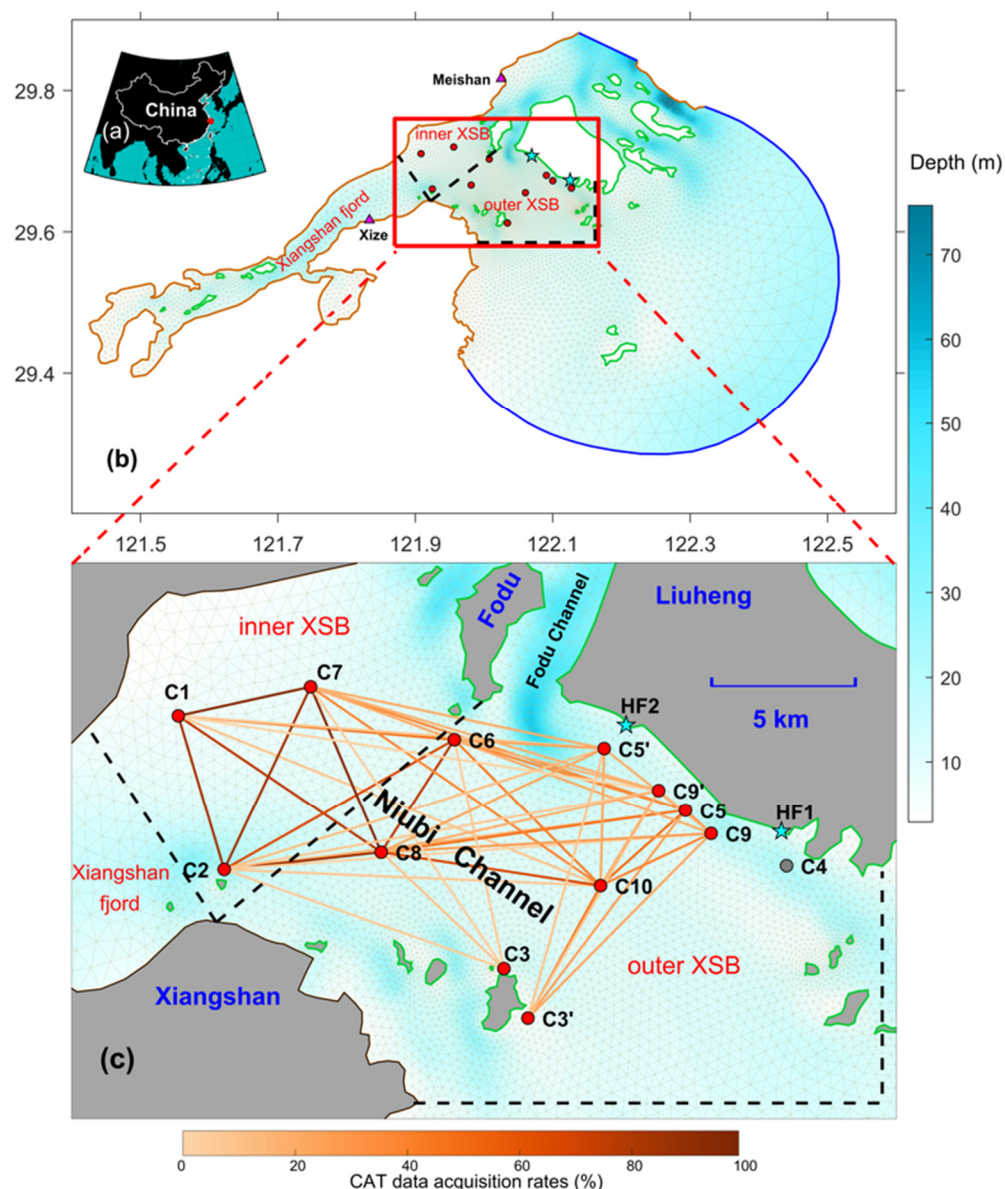 29.8
29.6
29.4
China
(a)
Meishan
inner XSB
outer XSB
Xiangshan fjord
Xize
(b)
121.5
121.7
121.9
122.1
122.3
122.5
Depth (m)
70
60
50
40
30
20
10
Fodu
Fodu Channel
Liuheng
inner XSB
5 km
C7
C1
HF2
C6
C5'
C9'
C5
HF1
C9
C4
Niubi Channel
C8
C2
C10
Xiangshan
fjord
C3
outer XSB
Xiangshan
C3'
(c)
0
20
40
60
80
100
CAT data acquisition rates (%)